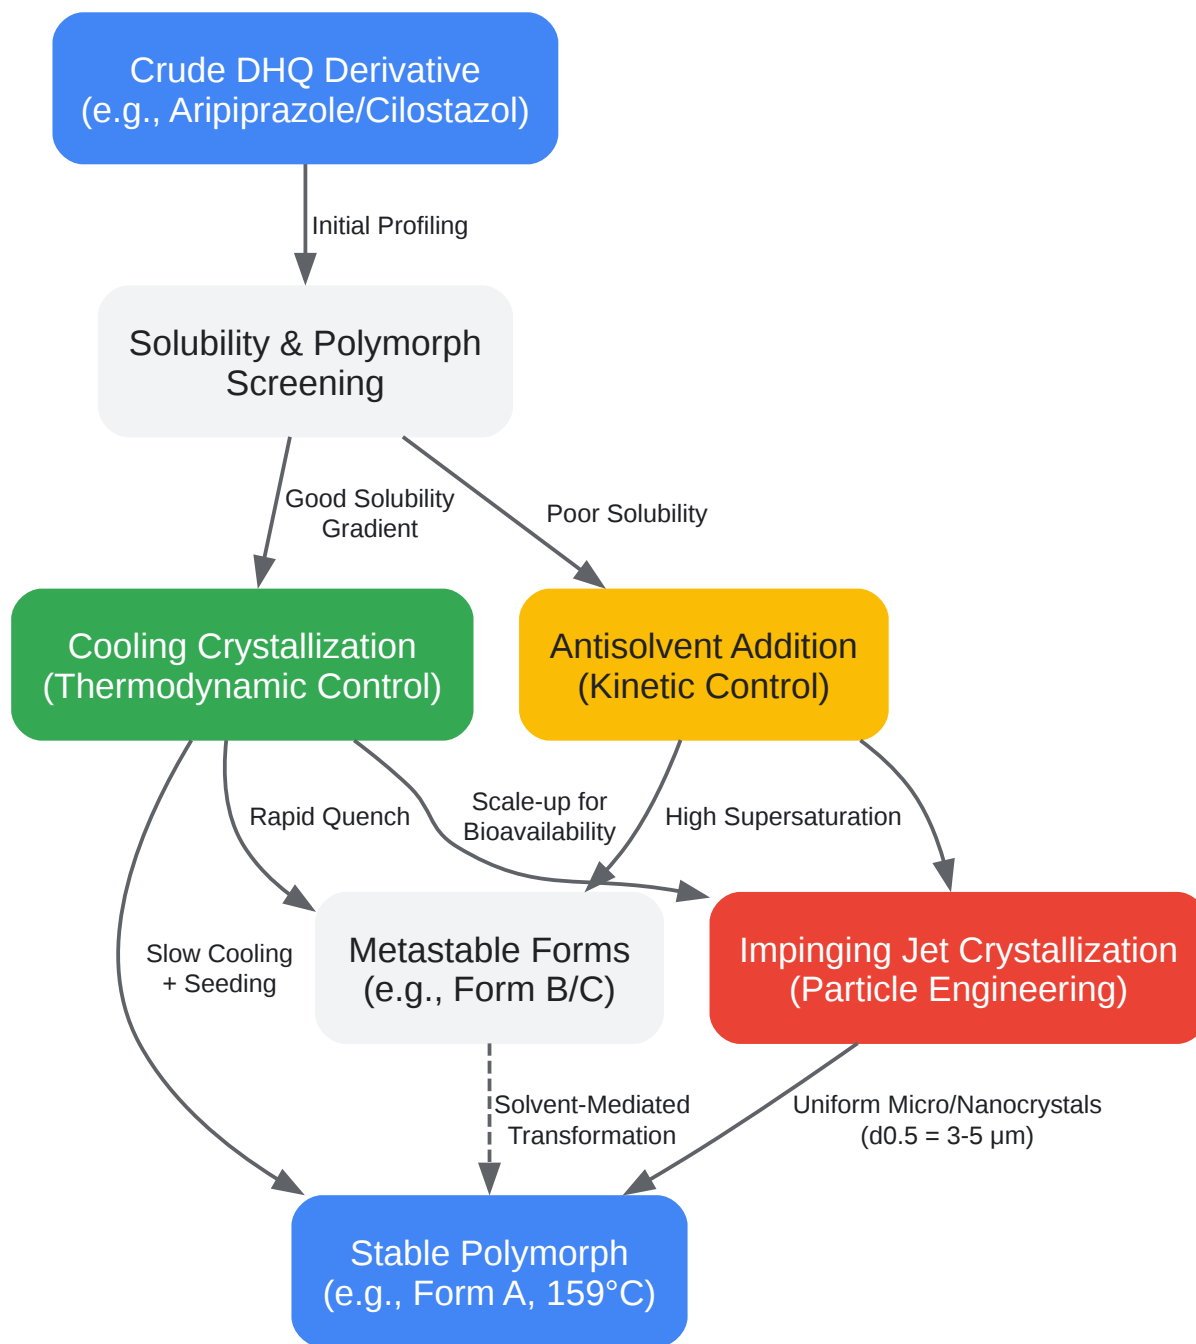 Crude DHQ Derivative
(e.g., Aripiprazole/Cilostazol)
Initial Profiling
Solubility & Polymorph
Screening
Good Solubility
Gradient
Poor Solubility
Cooling Crystallization
(Thermodynamic Control)
Antisolvent Addition
(Kinetic Control)
Rapid Quench
Scale-up for
Bioavailability
High Supersaturation
Slow Cooling
+ Seeding
Metastable Forms
(e.g., Form B/C)
Impinging Jet Crystallization
(Particle Engineering)
Solvent-Mediated
Transformation
Uniform Micro/Nanocrystals
(d0.5 = 3-5 μm)
Stable Polymorph
(e.g., Form A, 159°C)